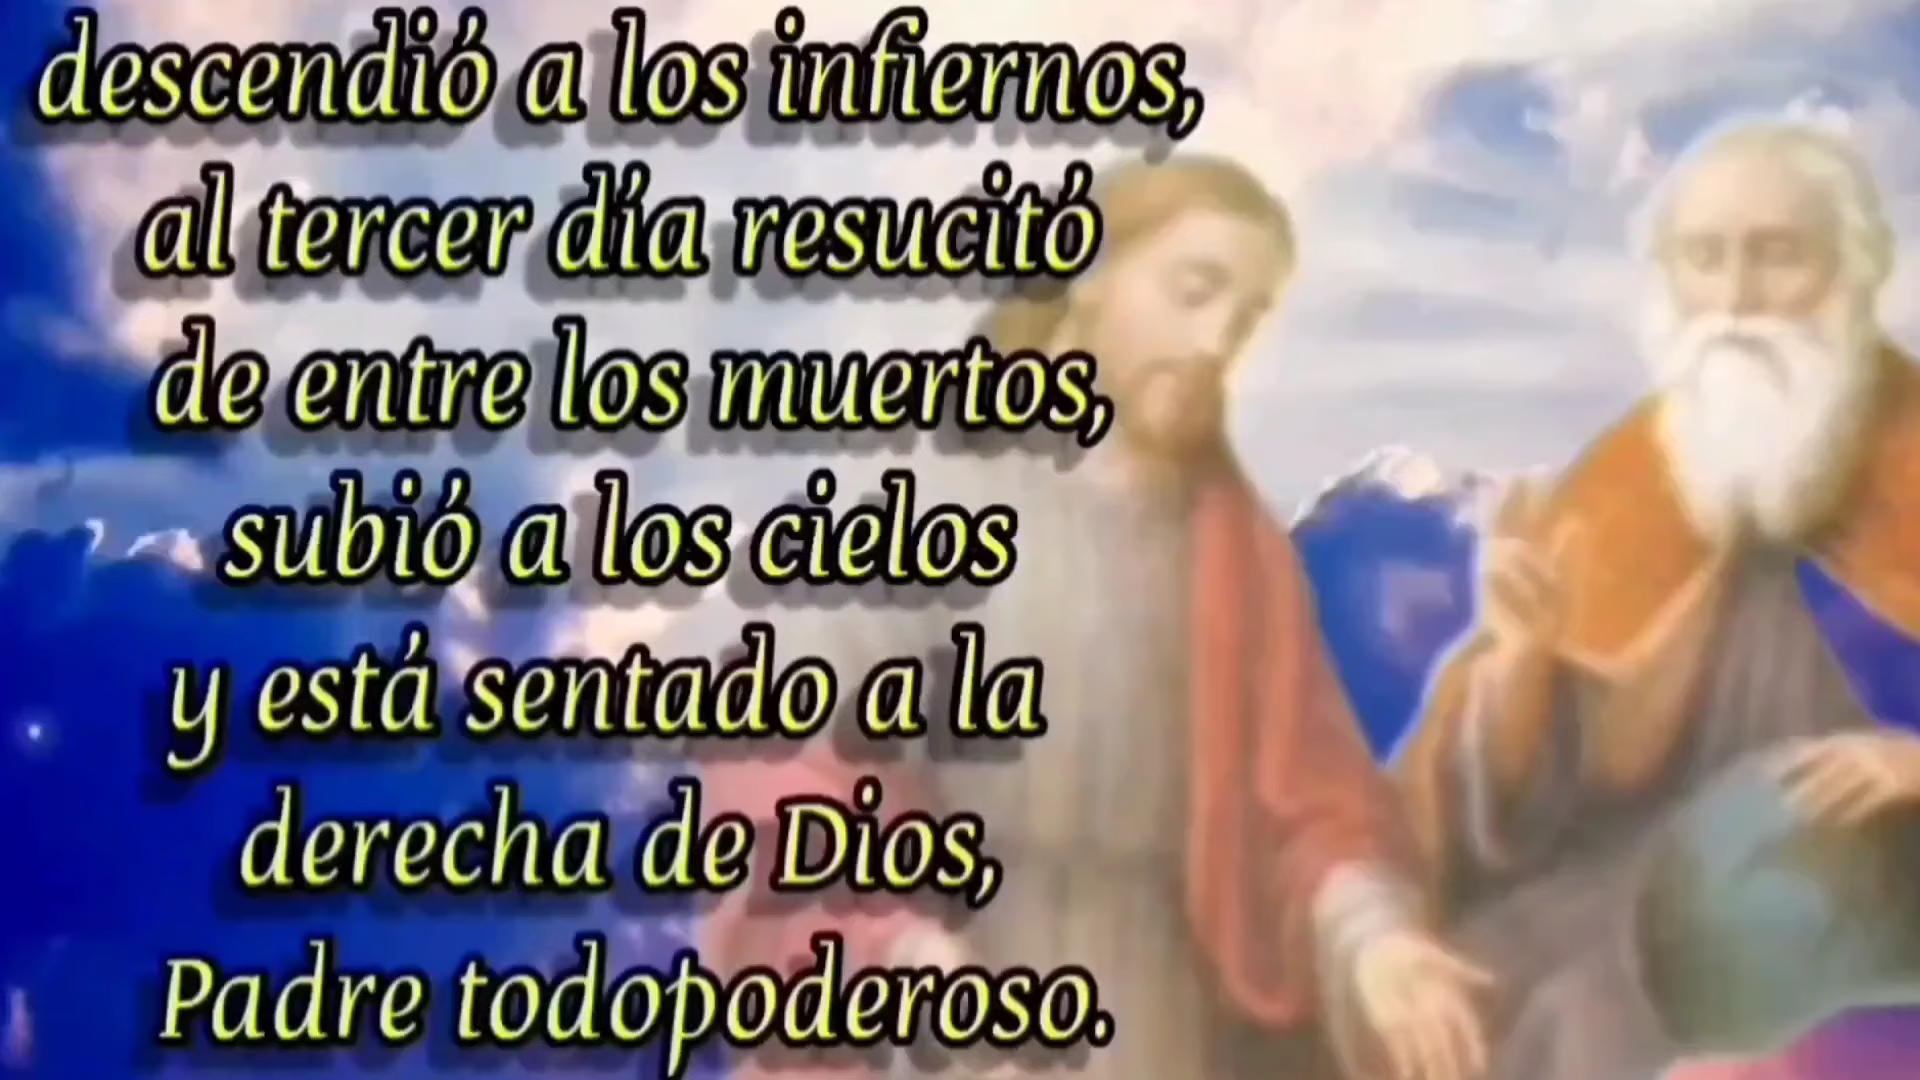 descendió a los infiernos,
al tercer día resucitó
de entre los muertos,
subió a los cielos
y está sentado a la
derecha de Dios,
Padre todopoderoso.